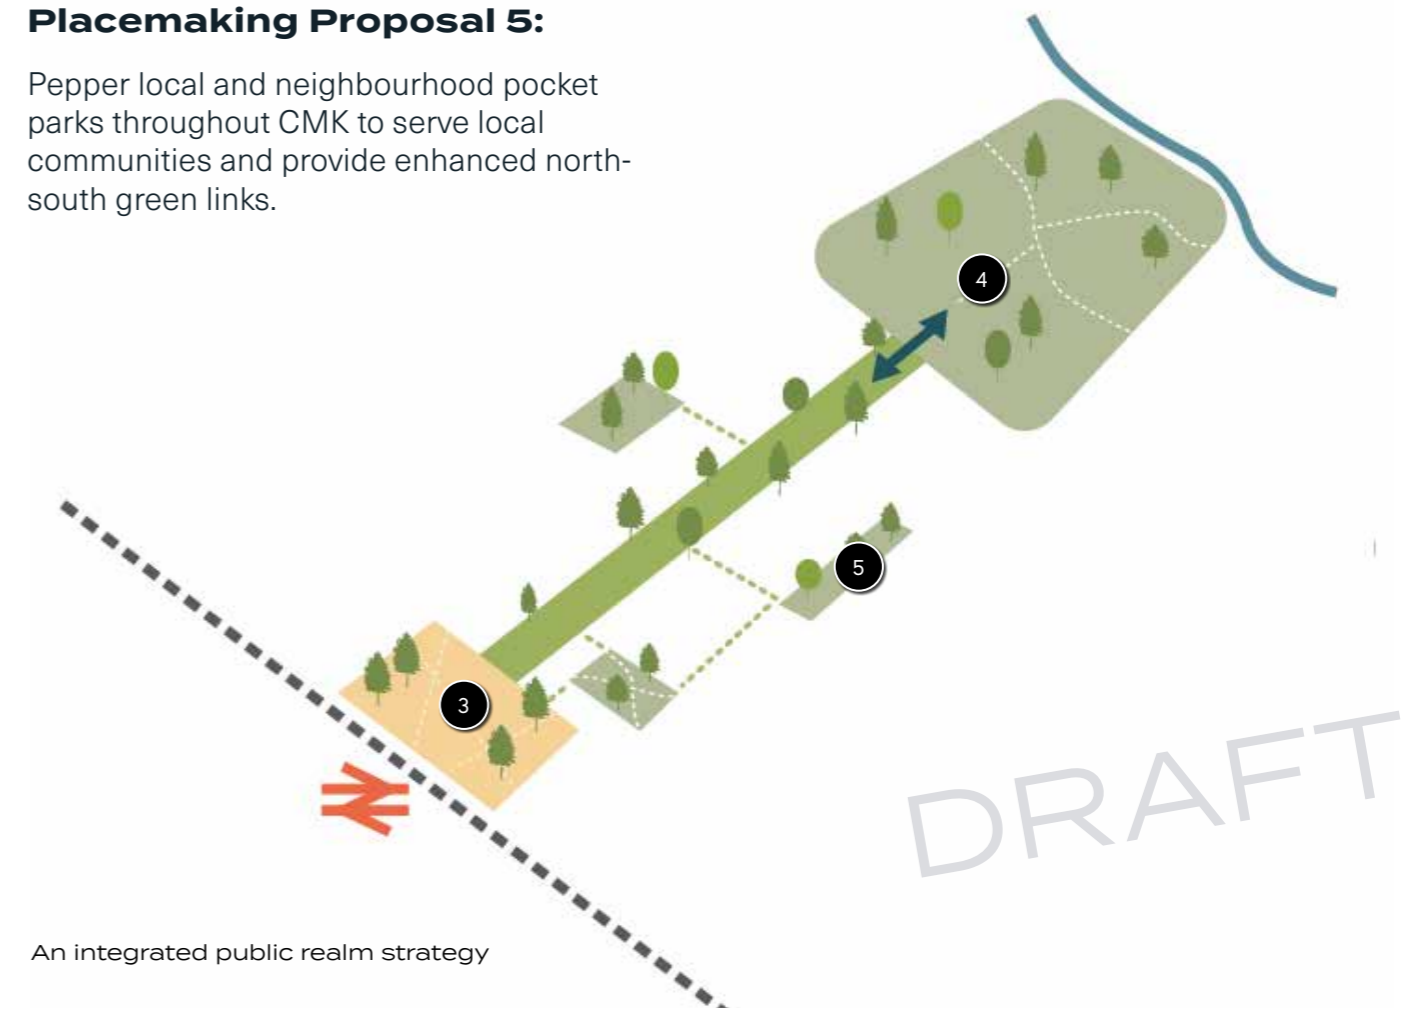 Placemaking Proposal 5:
Pepper local and neighbourhood pocket
parks throughout CMK to serve local
communities and provide enhanced north-
south green links.
4
5
3
DRAFT
An integrated public realm strategy